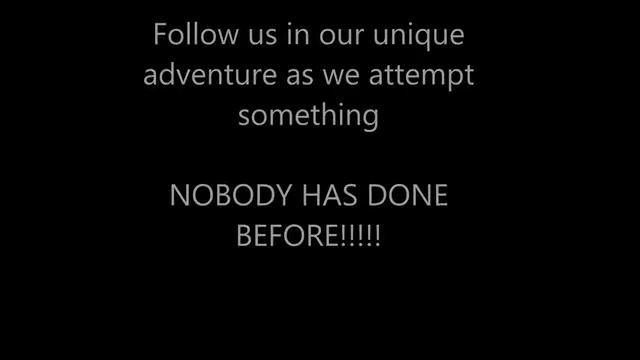 Follow us in our unique
adventure as we attempt
something
NOBODY HAS DONE
BEFORE!!!!!